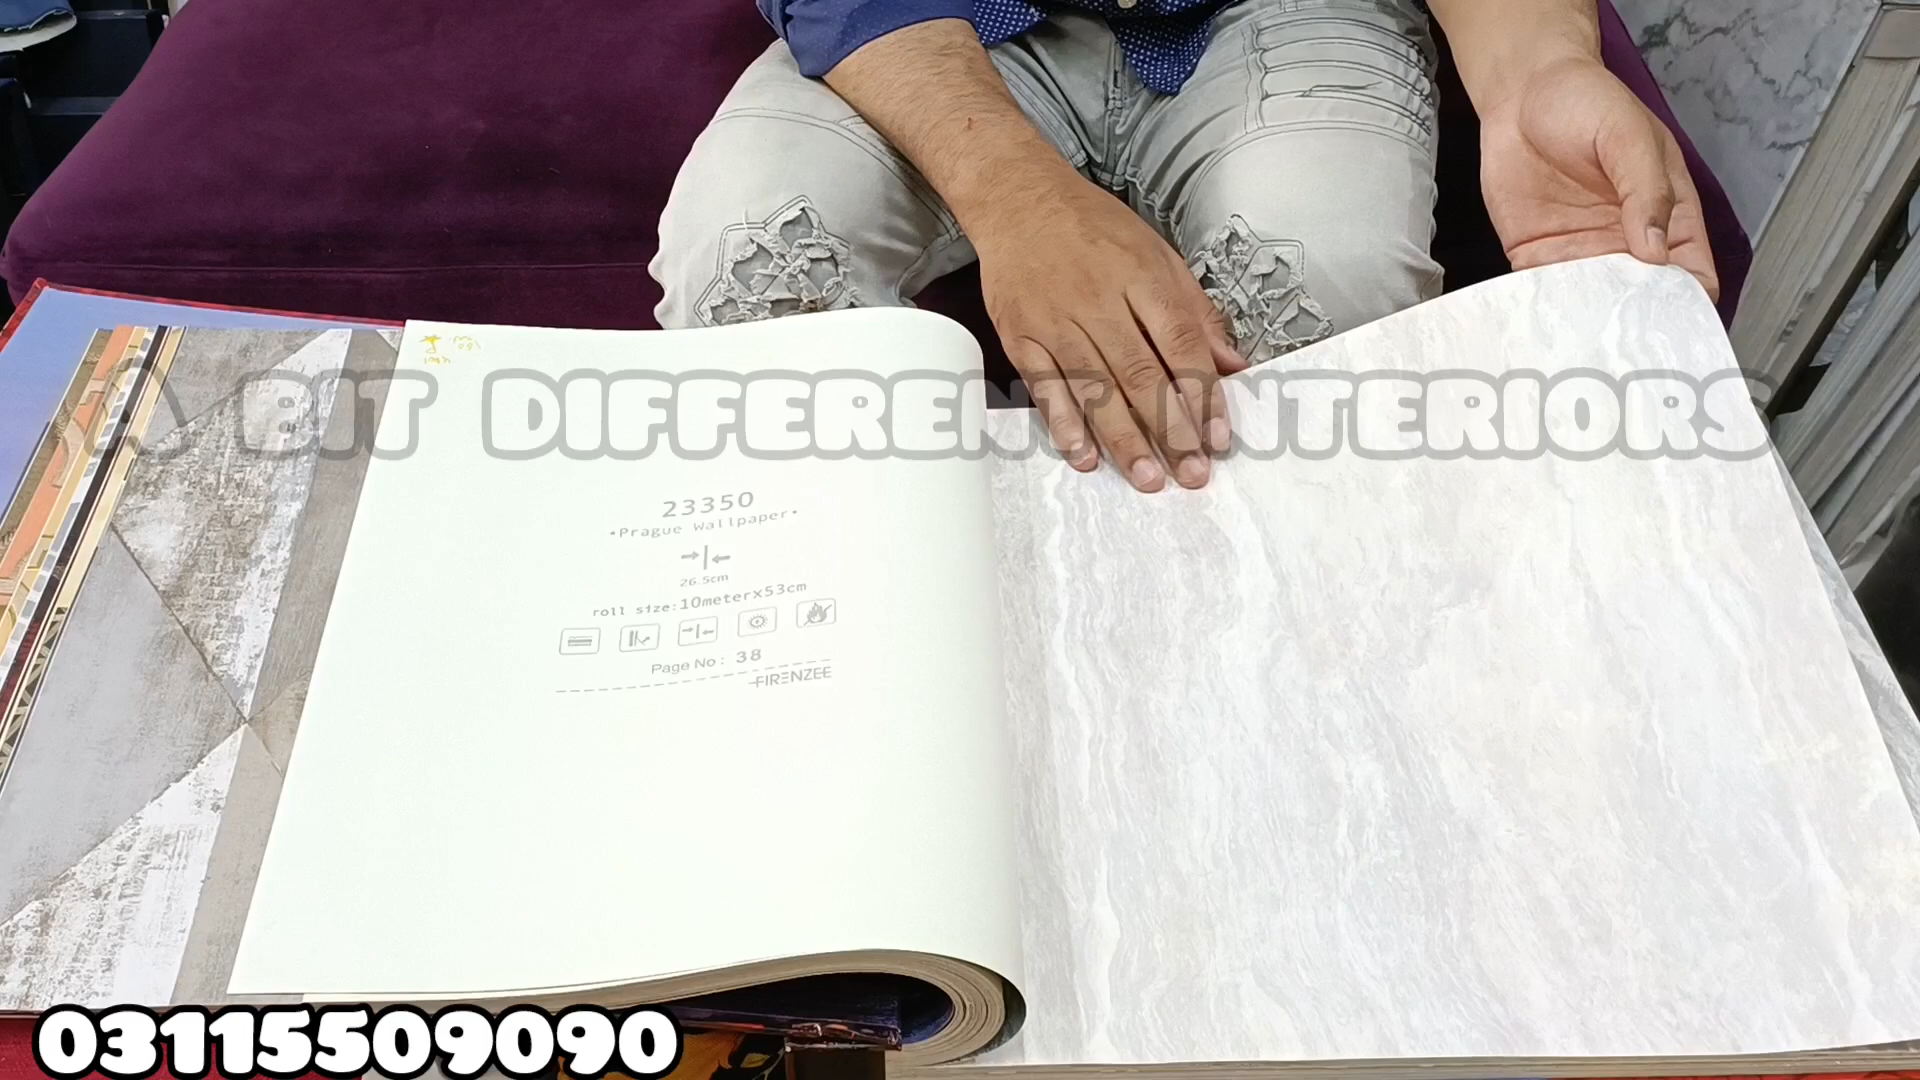 A BIT DIFFERENT INTERIORS
23350
•Prague Wallpaper•
26.5cm
roll size:10meterx53cm
Page No: 38
FIRENZEE
03115509090